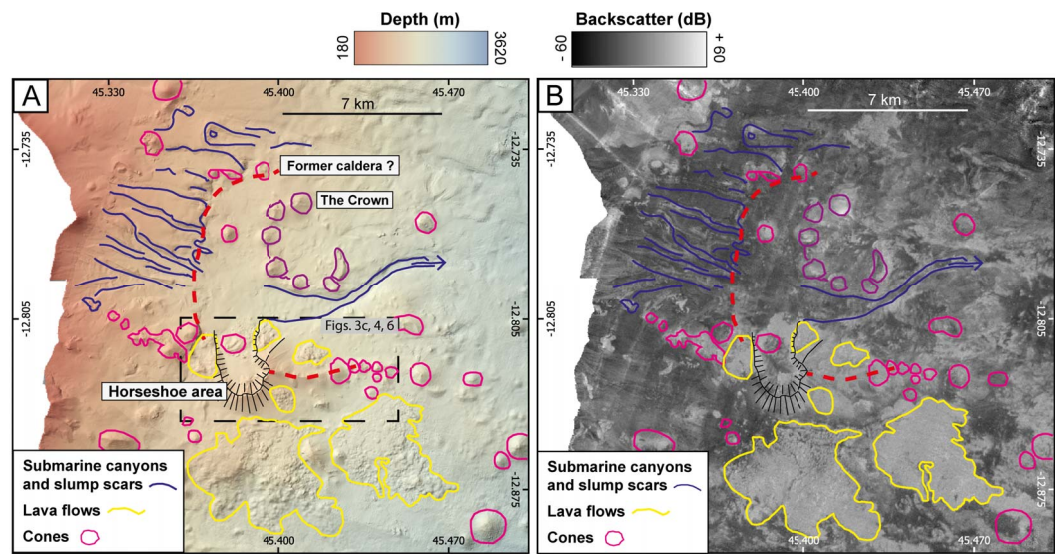 Depth (m)
180
3620
Backscatter (dB)
- 60
+60
A
45.330
45.400
45.470
7 km
-12.735
Former caldera ?
The Crown
-12.805
Figs. 3c, 4, 6
Horseshoe area
-12.875
Submarine canyons
and slump scars
Lava flows
Cones
45.400
45.470
B
45.330
45.400
45.470
7 km
-12.735
-12.805
-12.875
Submarine canyons
and slump scars
Lava flows
Cones
45.400
45.470